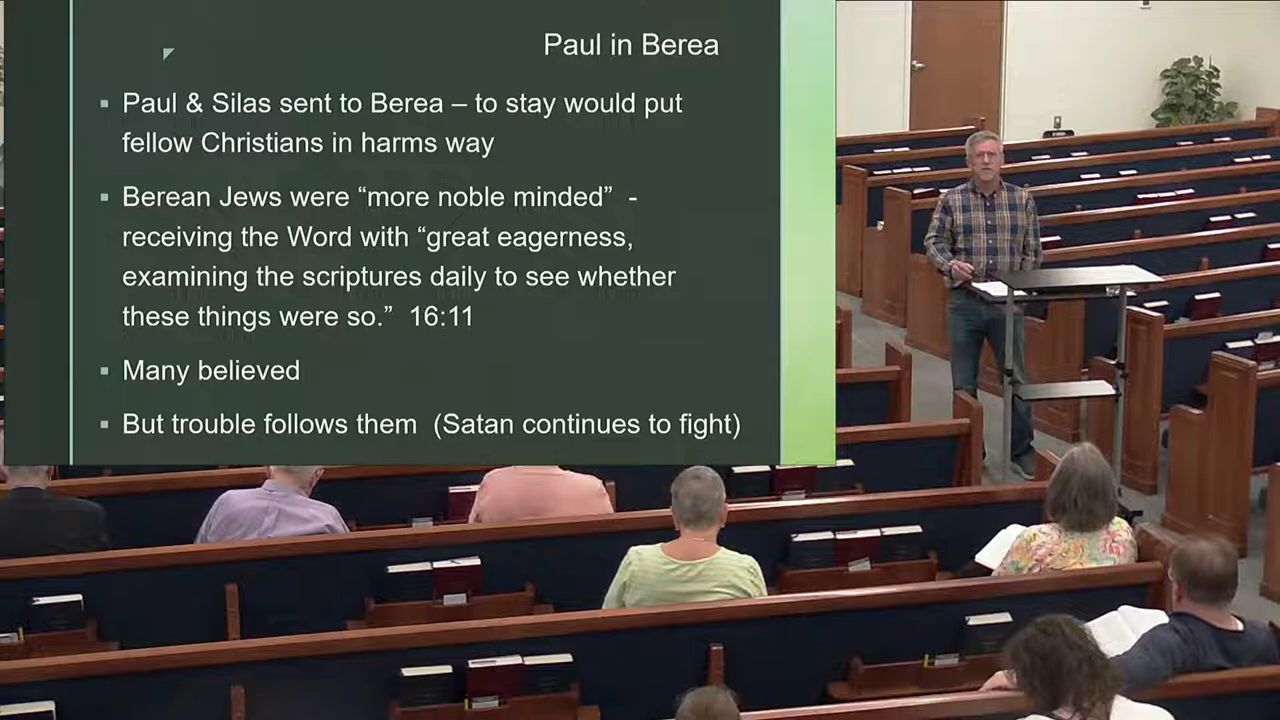 Paul in Berea
▪ Paul & Silas sent to Berea – to stay would put
fellow Christians in harms way
▪ Berean Jews were “more noble minded” -
receiving the Word with “great eagerness,
examining the scriptures daily to see whether
these things were so.” 16:11
▪ Many believed
▪ But trouble follows them (Satan continues to fight)